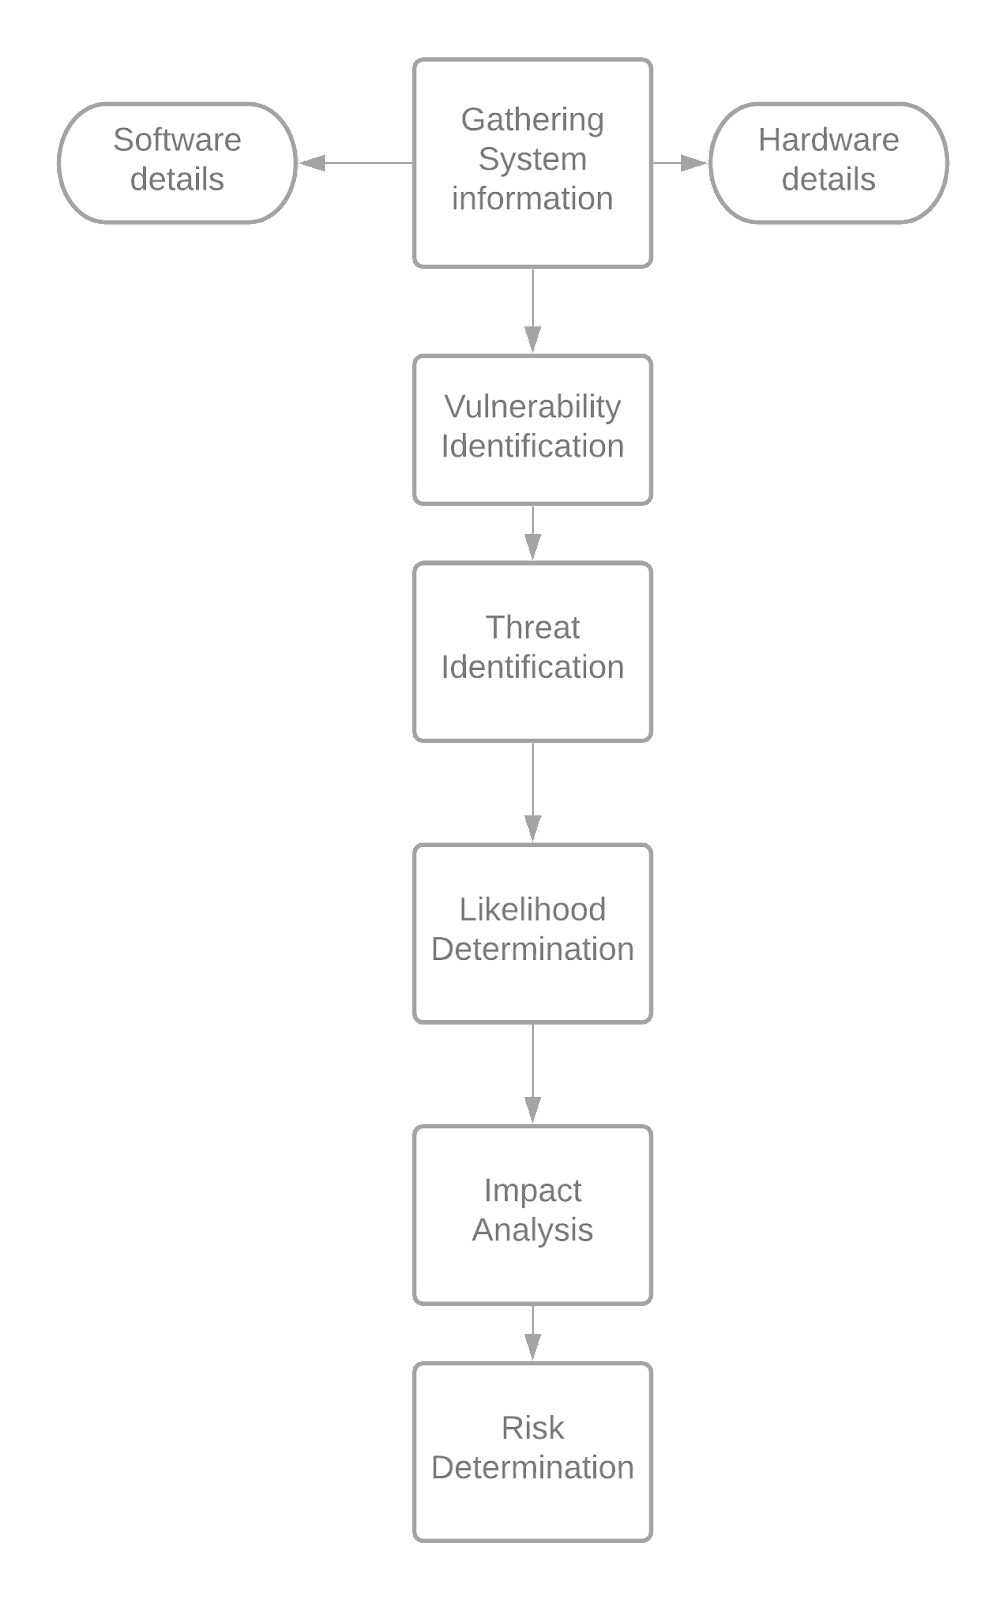 Software
details
Gathering
System
information
Hardware
details
Vulnerability
Identification
Threat
Identification
Likelihood
Determination
Impact
Analysis
Risk
Determination